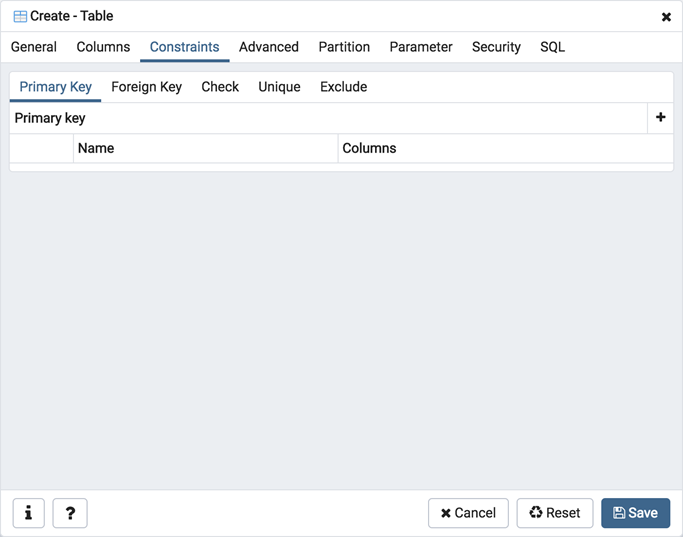 Create - Table
General Columns Constraints Advanced Partition Parameter Security SQL
Primary Key Foreign Key Check Unique Exclude
Primary key
Name Columns
i ? Cancel Reset Save